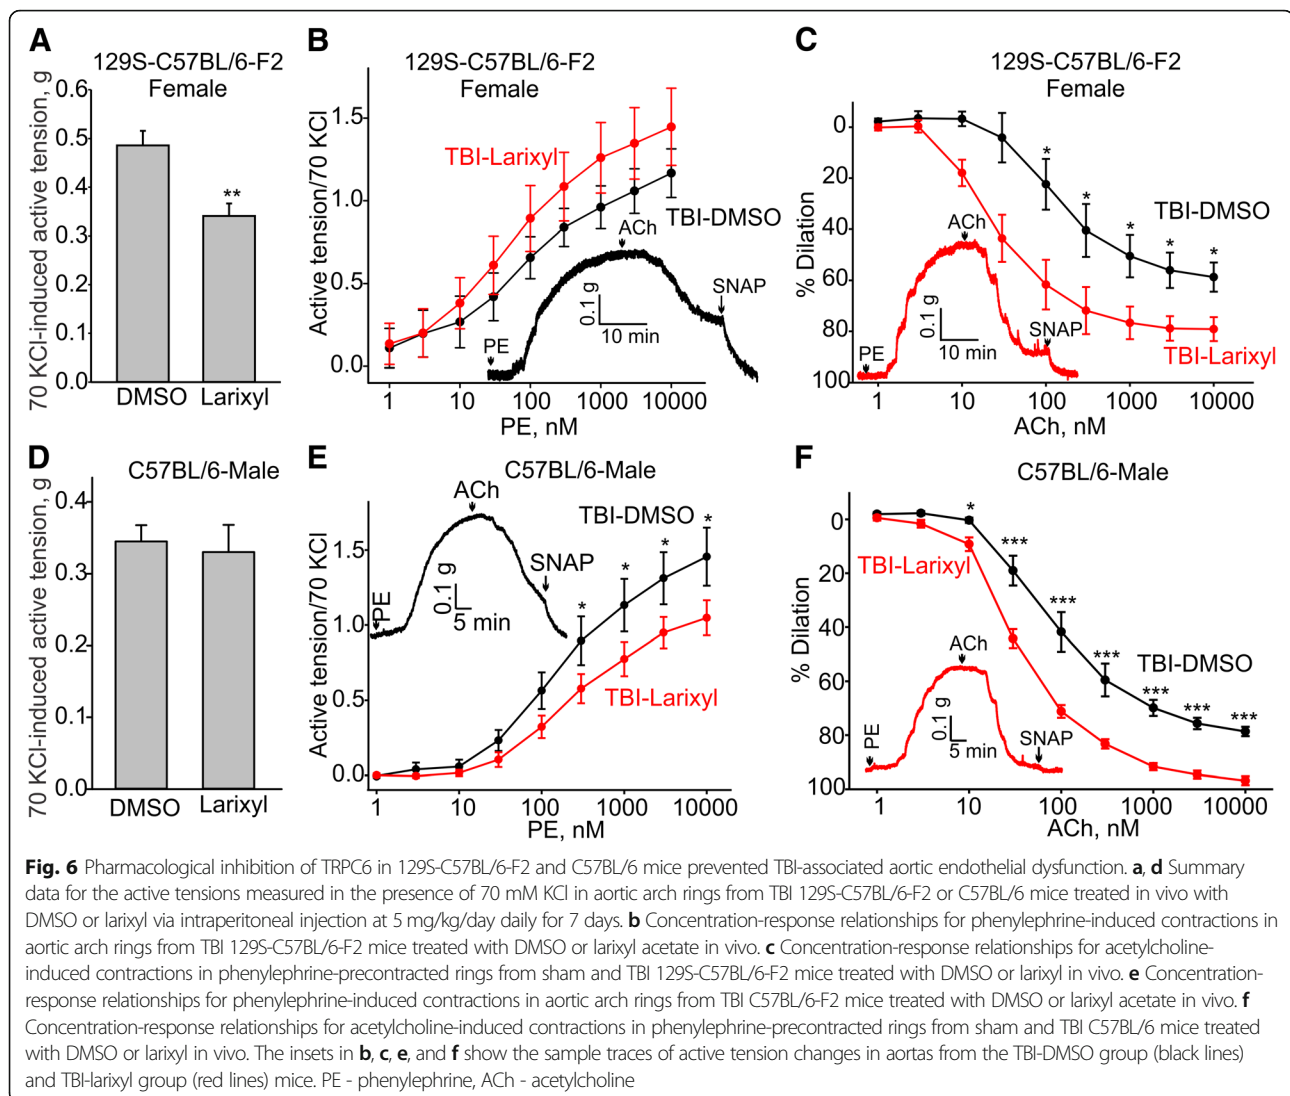 A
129S-C57BL/6-F2
Female
70 KCl-induced active tension, g
0.6
0.5
0.4
0.3
0.2
0.1
0.0
**
DMSO Larixyl
B
129S-C57BL/6-F2
Female
Active tension/70 KCl
1.5
1.0
0.5
0.0
TBI-Larixyl
TBI-DMSO
ACh
SNAP
PE
0.1 g
10 min
1 10 100 1000 10000
PE, nM
C
129S-C57BL/6-F2
Female
% Dilation
0
20
40
60
80
100
* * * * *
TBI-DMSO
ACh
0.1 g
10 min
SNAP
PE
TBI-Larixyl
1 10 100 1000 10000
ACh, nM
D
C57BL/6-Male
70 KCl-induced active tension, g
0.4
0.3
0.2
0.1
0.0
DMSO Larixyl
E
C57BL/6-Male
Active tension/70 KCl
1.5
1.0
0.5
0.0
ACh
TBI-DMSO
SNAP
PE
0.1 g
5 min
* * * *
TBI-Larixyl
1 10 100 1000 10000
PE, nM
F
C57BL/6-Male
% Dilation
0
20
40
60
80
100
* *** *** *** *** *** ***
TBI-Larixyl
TBI-DMSO
ACh
0.1 g
5 min
SNAP
PE
1 10 100 1000 10000
ACh, nM
Fig. 6 Pharmacological inhibition of TRPC6 in 129S-C57BL/6-F2 and C57BL/6 mice prevented TBI-associated aortic endothelial dysfunction. a, d Summary
data for the active tensions measured in the presence of 70 mM KCl in aortic arch rings from TBI 129S-C57BL/6-F2 or C57BL/6 mice treated in vivo with
DMSO or larixyl via intraperitoneal injection at 5 mg/kg/day daily for 7 days. b Concentration-response relationships for phenylephrine-induced contractions in
aortic arch rings from TBI 129S-C57BL/6-F2 mice treated with DMSO or larixyl acetate in vivo. c Concentration-response relationships for acetylcholine-
induced contractions in phenylephrine-precontracted rings from sham and TBI 129S-C57BL/6-F2 mice treated with DMSO or larixyl in vivo. e Concentration-
response relationships for phenylephrine-induced contractions in aortic arch rings from TBI C57BL/6-F2 mice treated with DMSO or larixyl acetate in vivo. f
Concentration-response relationships for acetylcholine-induced contractions in phenylephrine-precontracted rings from sham and TBI C57BL/6 mice treated
with DMSO or larixyl in vivo. The insets in b, c, e, and f show the sample traces of active tension changes in aortas from the TBI-DMSO group (black lines)
and TBI-larixyl group (red lines) mice. PE - phenylephrine, ACh - acetylcholine